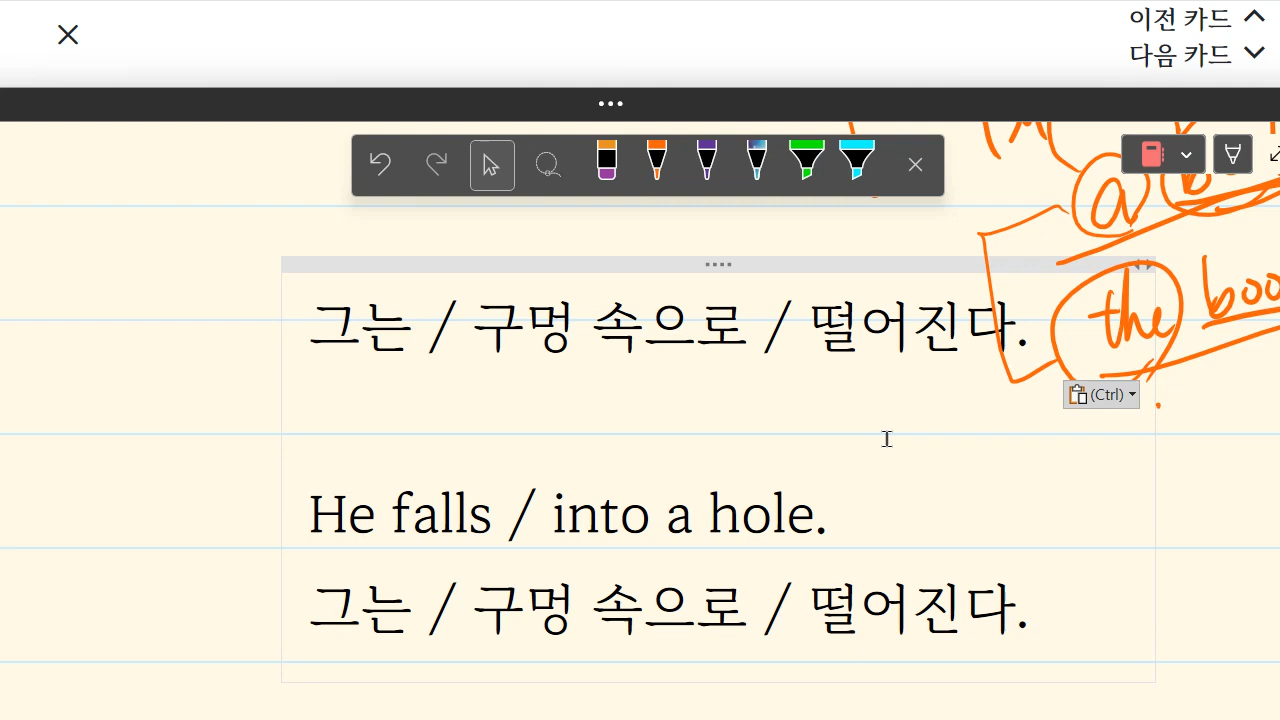 이전 카드
다음 카드
a
the boo
그는 / 구멍 속으로 / 떨어진다.
(Ctrl)
He falls / into a hole.
그는 / 구멍 속으로 / 떨어진다.